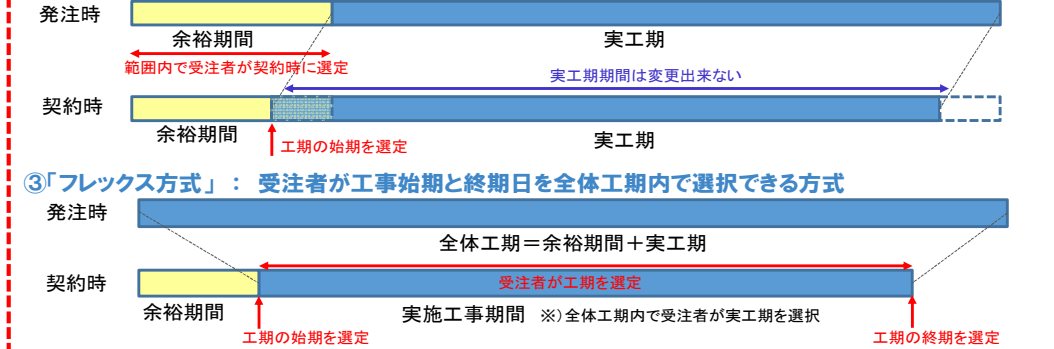 発注時
余裕期間
実工期
範囲内で受注者が契約時に選定
実工期期間は変更出来ない
契約時
余裕期間
工期の始期を選定
実工期
③「フレックス方式」 ： 受注者が工事始期と終期日を全体工期内で選択できる方式
発注時
全体工期＝余裕期間＋実工期
契約時
受注者が工期を選定
余裕期間
実施工事期間 ※）全体工期内で受注者が実工期を選択
工期の始期を選定
工期の終期を選定